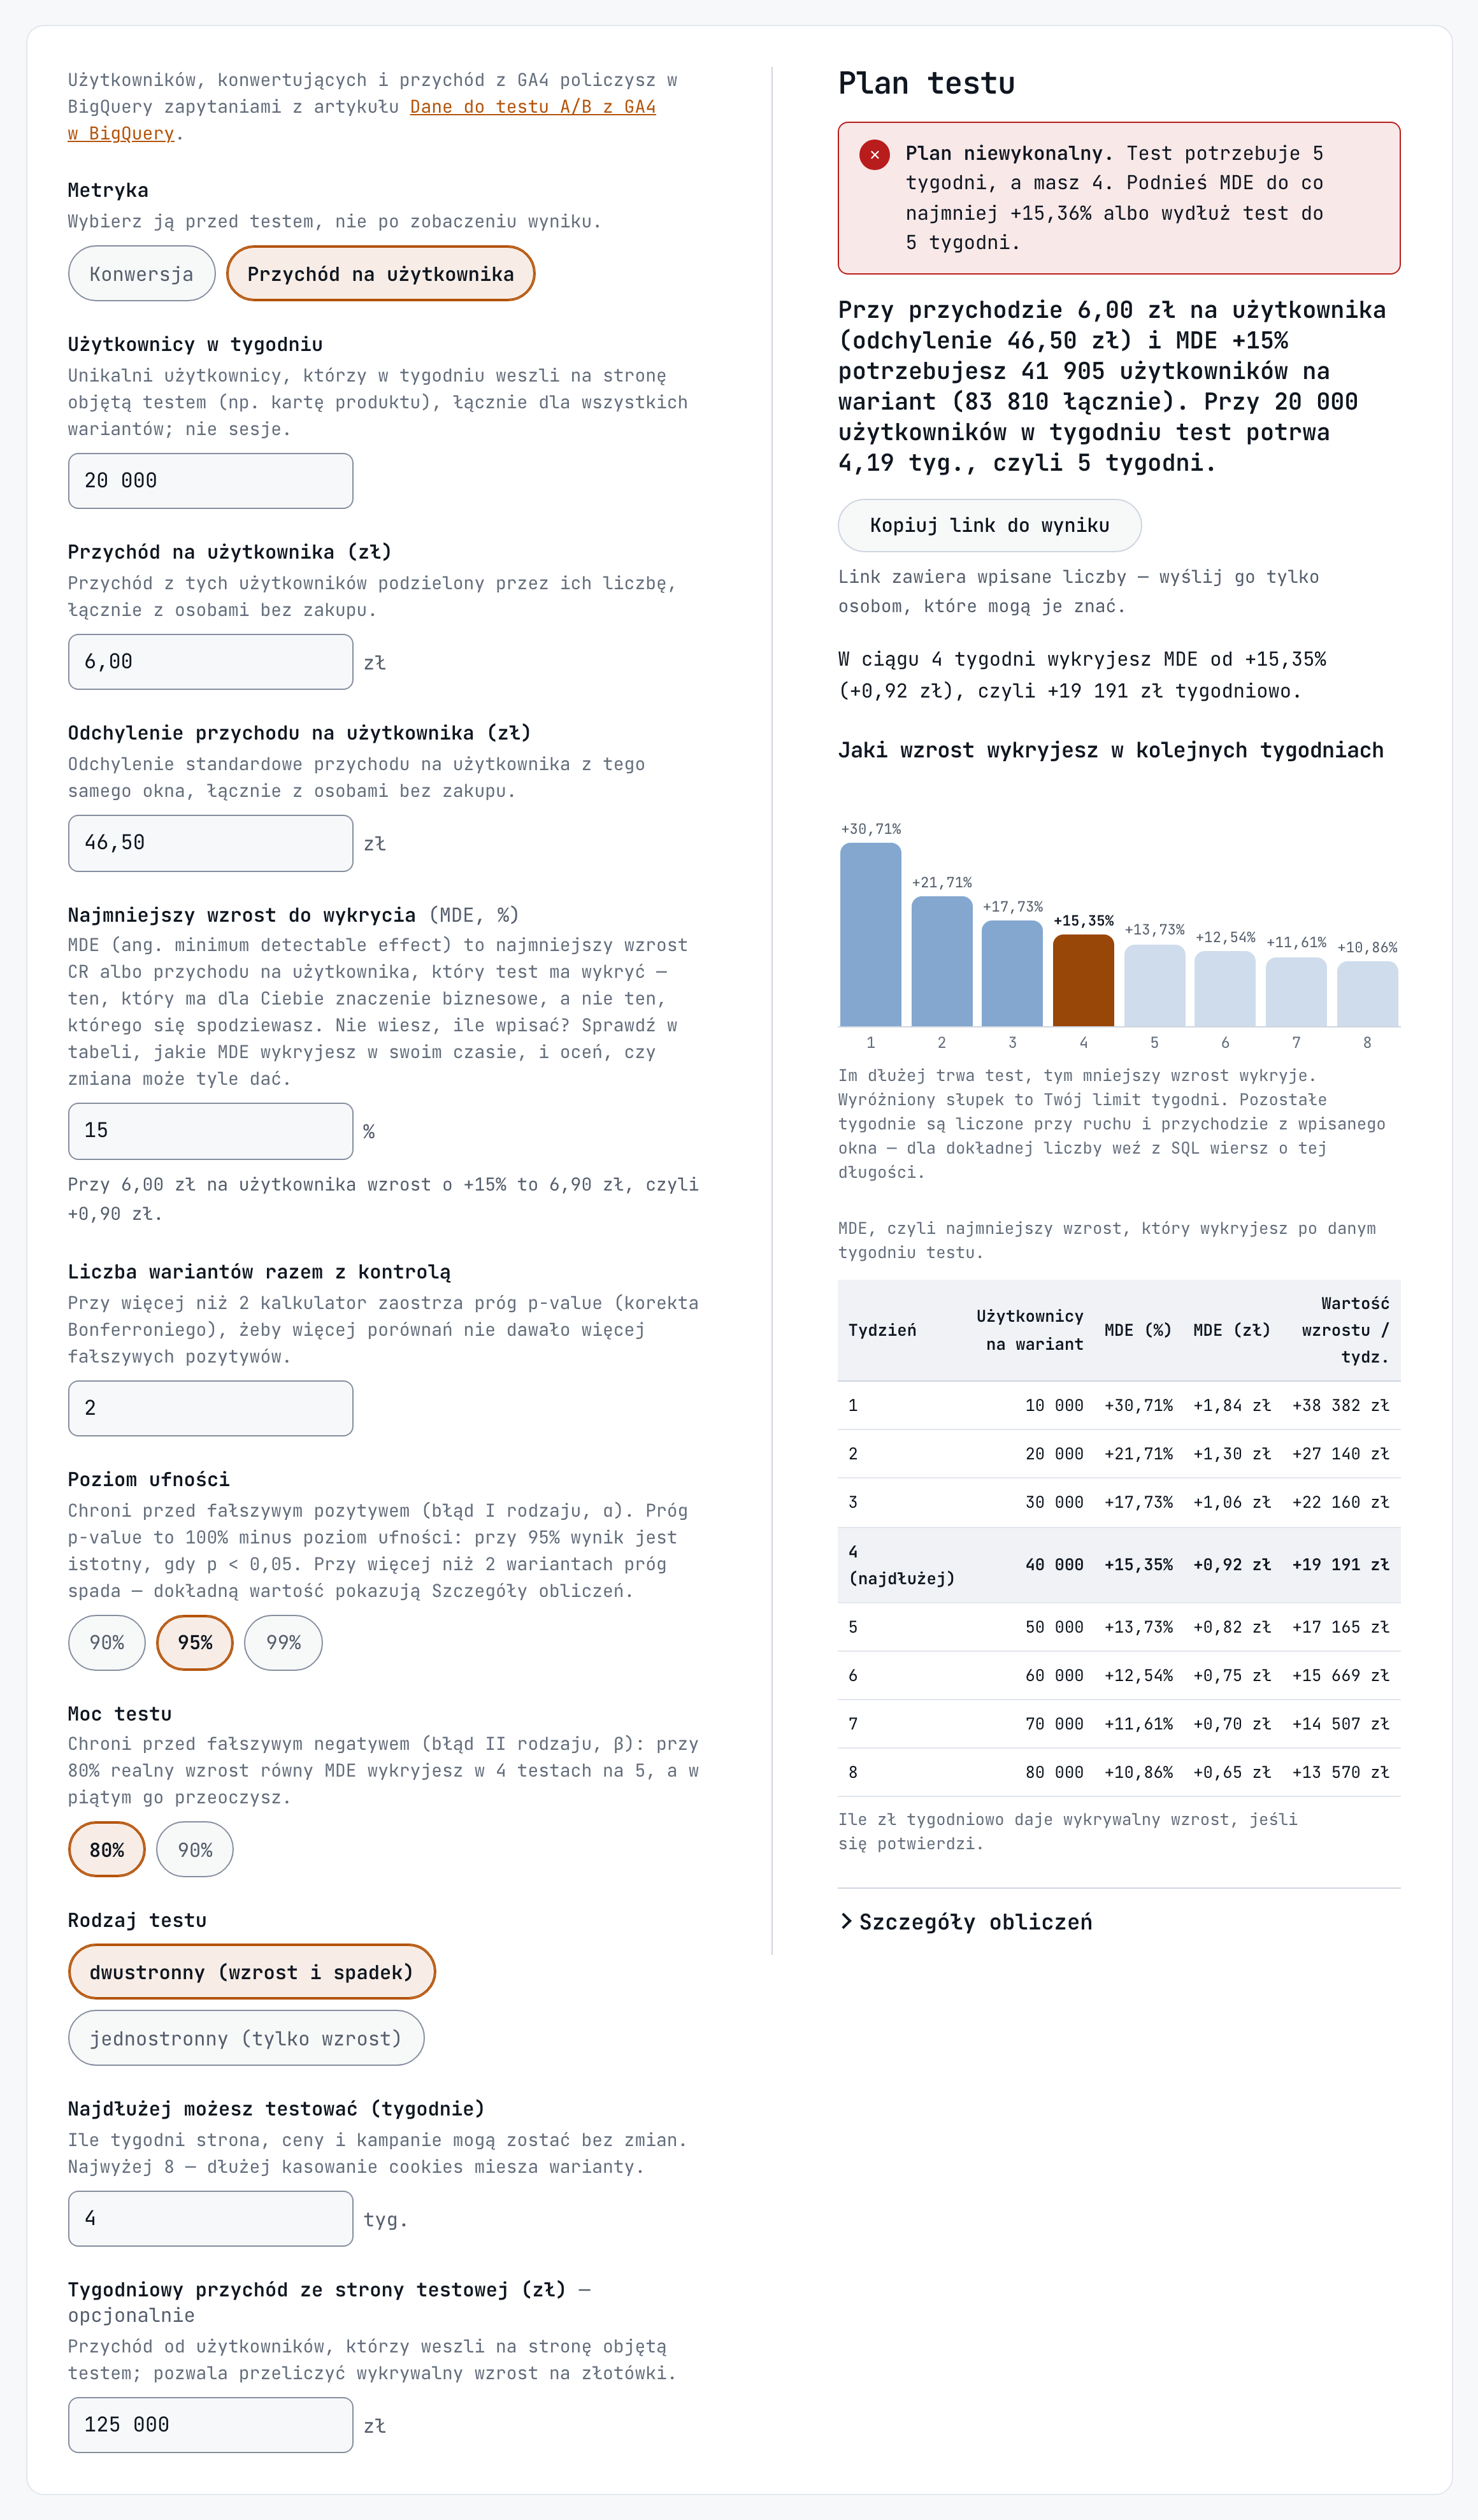 Użytkowników, konwertujących i przychód z GA4 policzysz w
BigQuery zapytaniami z artykułu Dane do testu A/B z GA4
w BigQuery.
Metryka
Wybierz ją przed testem, nie po zobaczeniu wyniku.
Konwersja
Przychód na użytkownika
Użytkownicy w tygodniu
Unikalni użytkownicy, którzy w tygodniu weszli na stronę
objętą testem (np. kartę produktu), łącznie dla wszystkich
wariantów; nie sesje.
20 000
Przychód na użytkownika (zł)
Przychód z tych użytkowników podzielony przez ich liczbę,
łącznie z osobami bez zakupu.
6,00 zł
Odchylenie przychodu na użytkownika (zł)
Odchylenie standardowe przychodu na użytkownika z tego
samego okna, łącznie z osobami bez zakupu.
46,50 zł
Najmniejszy wzrost do wykrycia (MDE, %)
MDE (ang. minimum detectable effect) to najmniejszy wzrost
CR albo przychodu na użytkownika, który test ma wykryć —
ten, który ma dla Ciebie znaczenie biznesowe, a nie ten,
którego się spodziewasz. Nie wiesz, ile wpisać? Sprawdź w
tabeli, jakie MDE wykryjesz w swoim czasie, i oceń, czy
zmiana może tyle dać.
15 %
Przy 6,00 zł na użytkownika wzrost o +15% to 6,90 zł, czyli
+0,90 zł.
Liczba wariantów razem z kontrolą
Przy więcej niż 2 kalkulator zaostrza próg p-value (korekta
Bonferroniego), żeby więcej porównań nie dawało więcej
fałszywych pozytywów.
2
Poziom ufności
Chroni przed fałszywym pozytywem (błąd I rodzaju, α). Próg
p-value to 100% minus poziom ufności: przy 95% wynik jest
istotny, gdy p < 0,05. Przy więcej niż 2 wariantach próg
spada — dokładną wartość pokazują Szczegóły obliczeń.
90% 95% 99%
Moc testu
Chroni przed fałszywym negatywem (błąd II rodzaju, β): przy
80% realny wzrost równy MDE wykryjesz w 4 testach na 5, a w
piątym go przeoczysz.
80% 90%
Rodzaj testu
dwustronny (wzrost i spadek)
jednostronny (tylko wzrost)
Najdłużej możesz testować (tygodnie)
Ile tygodni strona, ceny i kampanie mogą zostać bez zmian.
Najwyżej 8 — dłużej kasowanie cookies miesza warianty.
4 tyg.
Tygodniowy przychód ze strony testowej (zł) —
opcjonalnie
Przychód od użytkowników, którzy weszli na stronę objętą
testem; pozwala przeliczyć wykrywalny wzrost na złotówki.
125 000 zł
Plan testu
Plan niewykonalny. Test potrzebuje 5
tygodni, a masz 4. Podnieś MDE do co
najmniej +15,36% albo wydłuż test do
5 tygodni.
Przy przychodzie 6,00 zł na użytkownika
(odchylenie 46,50 zł) i MDE +15%
potrzebujesz 41 905 użytkowników na
wariant (83 810 łącznie). Przy 20 000
użytkowników w tygodniu test potrwa
4,19 tyg., czyli 5 tygodni.
Kopiuj link do wyniku
Link zawiera wpisane liczby — wyślij go tylko
osobom, które mogą je znać.
W ciągu 4 tygodni wykryjesz MDE od +15,35%
(+0,92 zł), czyli +19 191 zł tygodniowo.
Jaki wzrost wykryjesz w kolejnych tygodniach
+30,71% +21,71% +17,73% +15,35% +13,73% +12,54% +11,61% +10,86%
1 2 3 4 5 6 7 8
Im dłużej trwa test, tym mniejszy wzrost wykryje.
Wyróżniony słupek to Twój limit tygodni. Pozostałe
tygodnie są liczone przy ruchu i przychodzie z wpisanego
okna — dla dokładnej liczby weź z SQL wiersz o tej
długości.
MDE, czyli najmniejszy wzrost, który wykryjesz po danym
tygodniu testu.
Tydzień Użytkownicy na wariant MDE (%) MDE (zł) Wartość wzrostu / tydz.
1 10 000 +30,71% +1,84 zł +38 382 zł
2 20 000 +21,71% +1,30 zł +27 140 zł
3 30 000 +17,73% +1,06 zł +22 160 zł
4 (najdłużej) 40 000 +15,35% +0,92 zł +19 191 zł
5 50 000 +13,73% +0,82 zł +17 165 zł
6 60 000 +12,54% +0,75 zł +15 669 zł
7 70 000 +11,61% +0,70 zł +14 507 zł
8 80 000 +10,86% +0,65 zł +13 570 zł
Ile zł tygodniowo daje wykrywalny wzrost, jeśli
się potwierdzi.
Szczegóły obliczeń